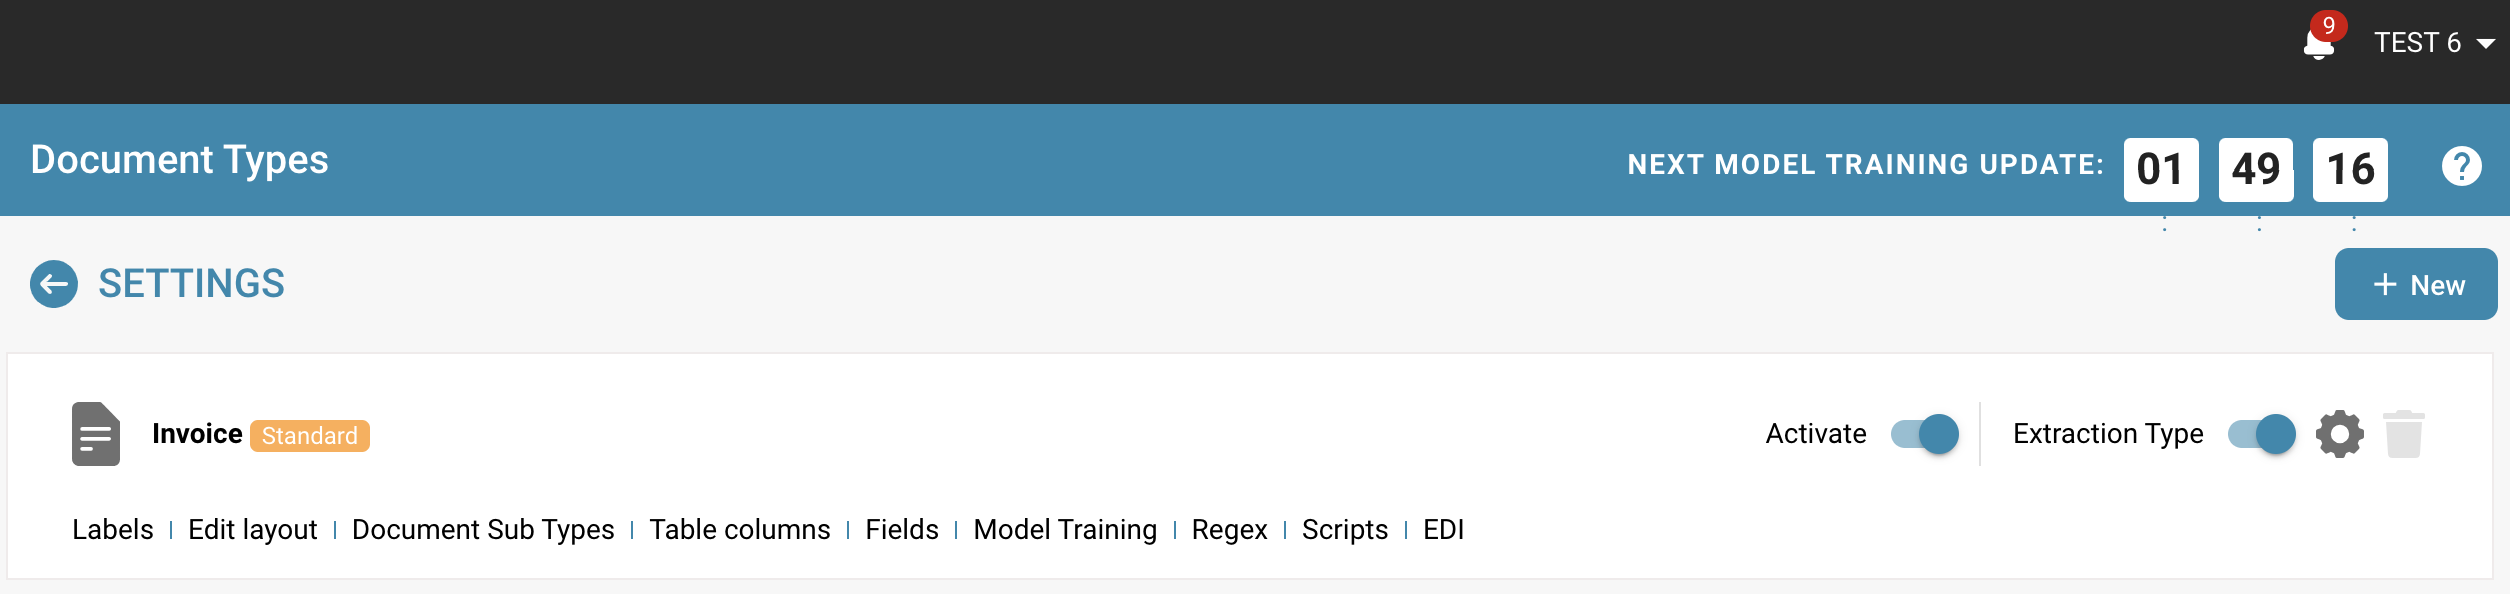 9
TEST 6
Document Types
NEXT MODEL TRAINING UPDATE: 01 49 16 ?
SETTINGS
+ New
Invoice Standard
Activate Extraction Type
Labels | Edit layout | Document Sub Types | Table columns | Fields | Model Training | Regex | Scripts | EDI